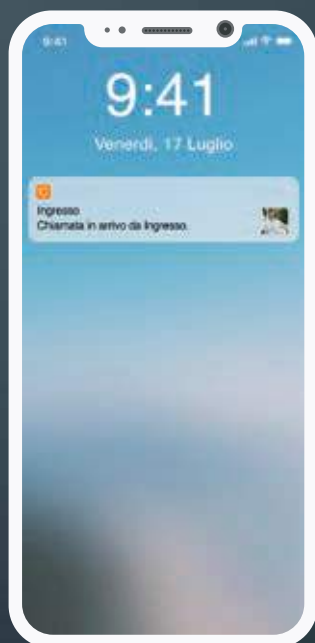 9:41
9:41
Venerdì, 17 Luglio
Ingresso
Chiamata in arrivo da Ingresso.